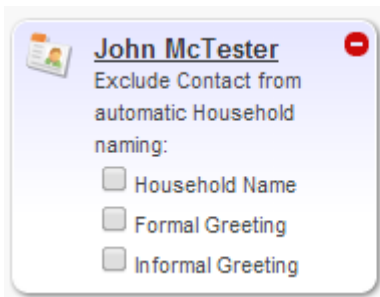 John McTester
Exclude Contact from
automatic Household
naming:
Household Name
Formal Greeting
Informal Greeting